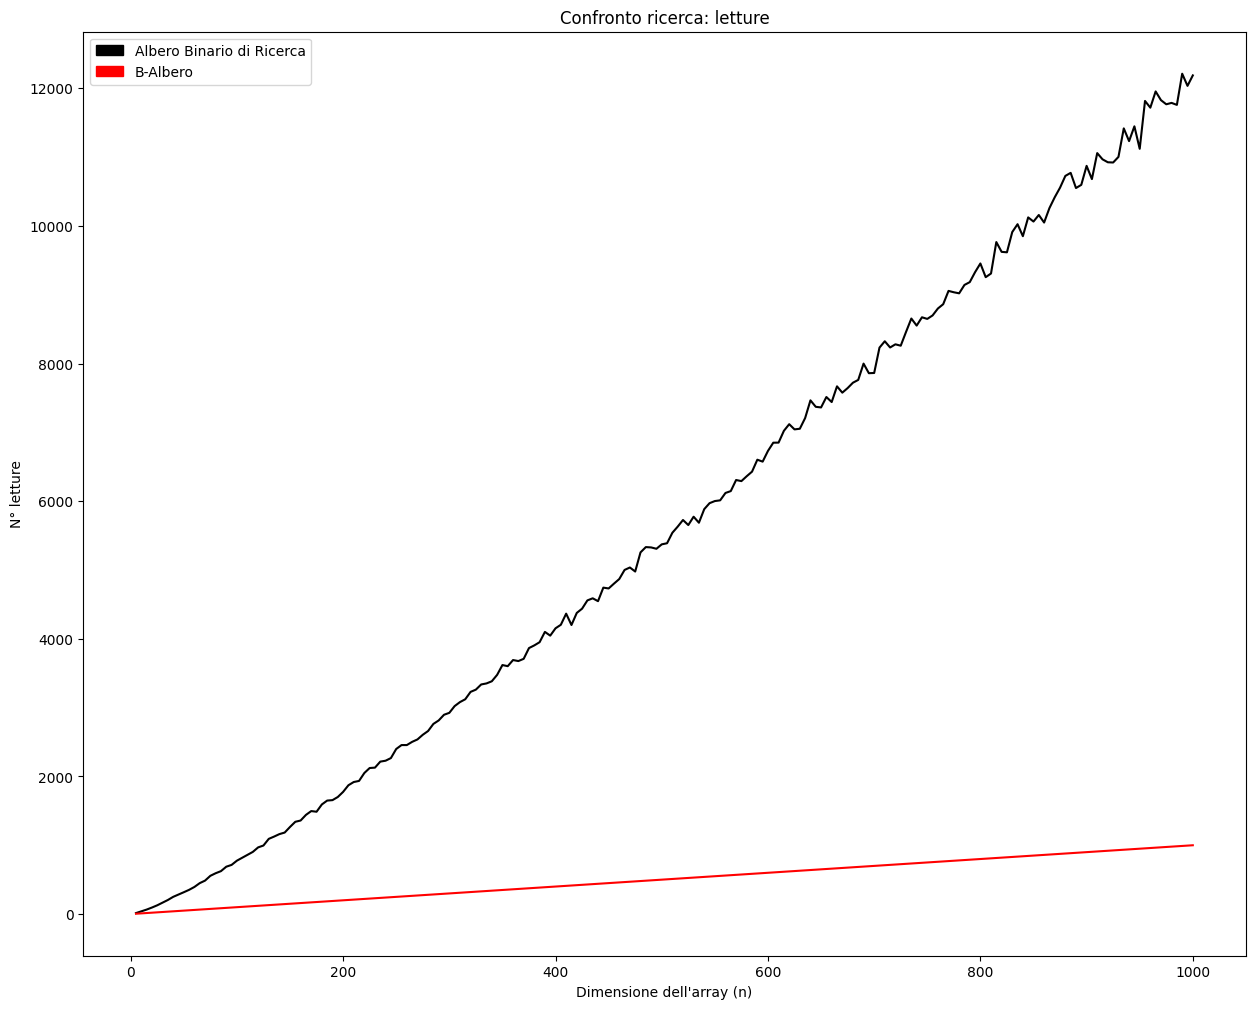 Confronto ricerca: letture
Albero Binario di Ricerca
B-Albero
12000
10000
8000
6000
4000
2000
0
N° letture
0 200 400 600 800 1000
Dimensione dell'array (n)